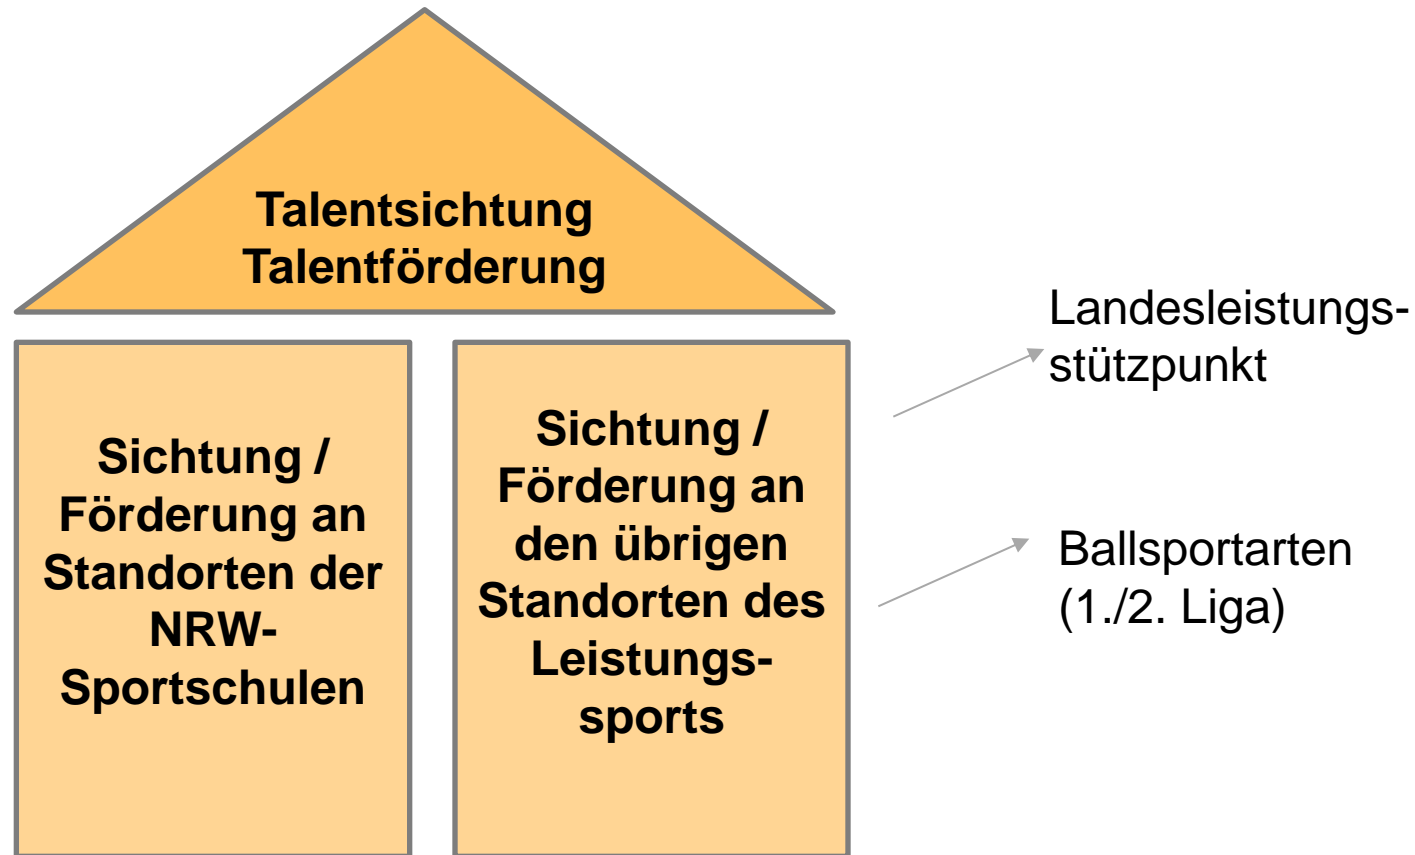 Talentsichtung
Talentförderung
Sichtung /
Förderung an
Standorten der
NRW-
Sportschulen
Sichtung /
Förderung an
den übrigen
Standorten des
Leistungs-
sports
Landesleistungs-
stützpunkt
Ballsportarten
(1./2. Liga)